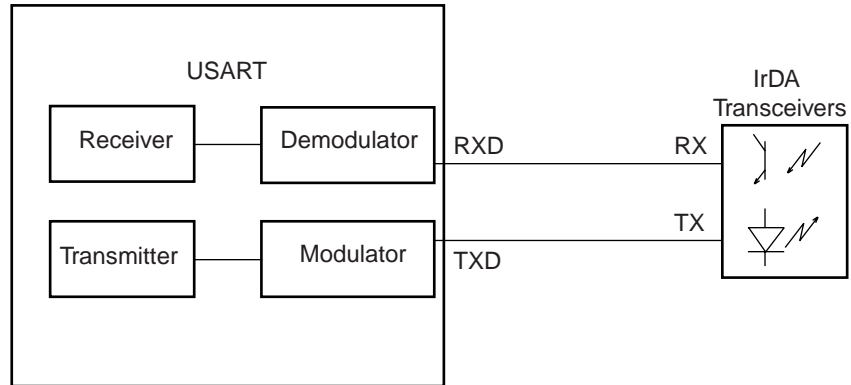 USART
IrDA
Transceivers
Receiver
Demodulator
RXD
RX
Transmitter
Modulator
TXD
TX